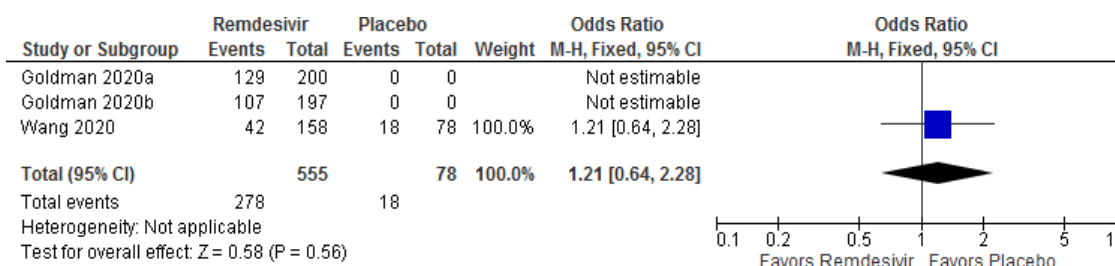 Remdesivir Placebo Odds Ratio Odds Ratio
Study or Subgroup Events Total Events Total Weight M-H, Fixed, 95% CI M-H, Fixed, 95% CI
Goldman 2020a 129 200 0 0 Not estimable
Goldman 2020b 107 197 0 0 Not estimable
Wang 2020 42 158 18 78 100.0% 1.21 [0.64, 2.28]
Total (95% CI) 555 78 100.0% 1.21 [0.64, 2.28]
Total events 278 18
Heterogeneity: Not applicable
Test for overall effect: Z = 0.58 (P = 0.56)
0.1 0.2 0.5 1 2 5 1
Favors Remdesivir Favors Placebo